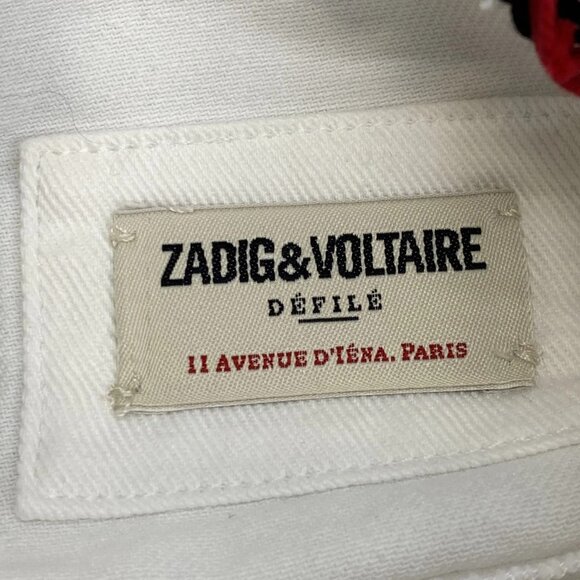 ZADIG&VOLTAIRE
DÉFILÉ
11 AVENUE D'IÉNA. PARIS